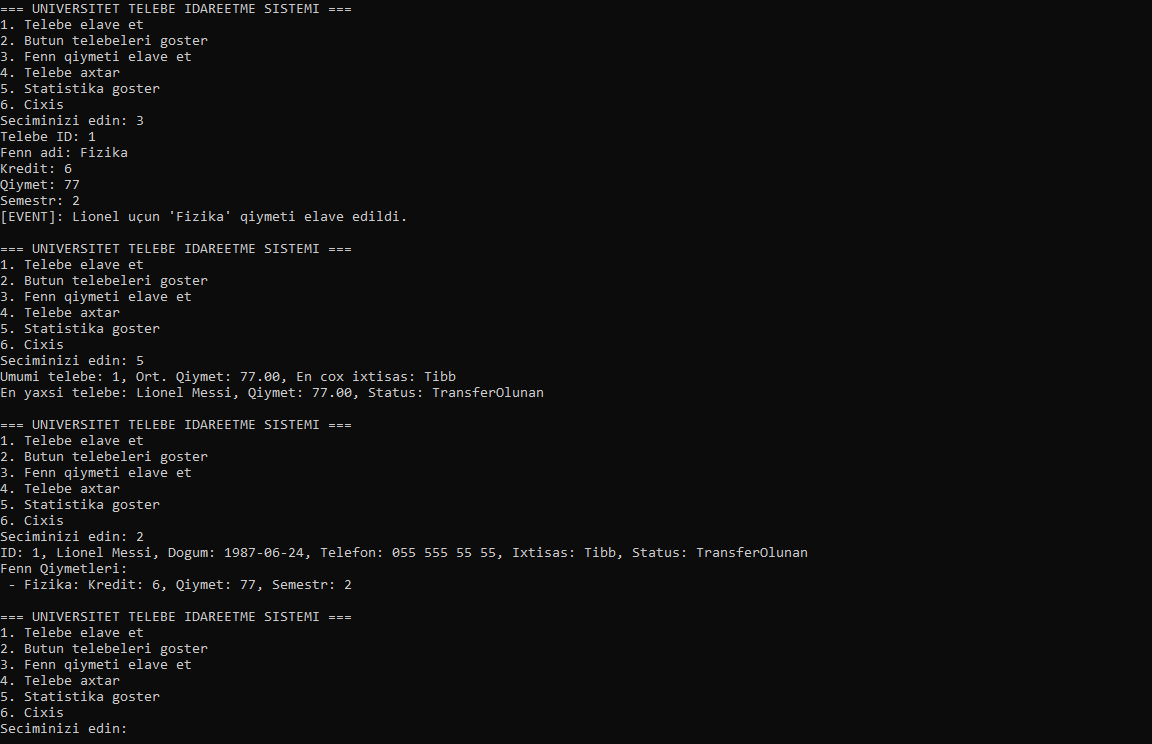 === UNIVERSITET TELEBE IDAREETME SISTEMI ===
1. Telebe elave et
2. Butun telebeleri goster
3. Fenn qiymeti elave et
4. Telebe axtar
5. Statistika goster
6. Cixis
Seciminizi edin: 3
Telebe ID: 1
Fenn adi: Fizika
Kredit: 6
Qiymet: 77
Semestr: 2
[EVENT]: Lionel uçun 'Fizika' qiymeti elave edildi.

=== UNIVERSITET TELEBE IDAREETME SISTEMI ===
1. Telebe elave et
2. Butun telebeleri goster
3. Fenn qiymeti elave et
4. Telebe axtar
5. Statistika goster
6. Cixis
Seciminizi edin: 5
Umumi telebe: 1, Ort. Qiymet: 77.00, En cox ixtisas: Tibb
En yaxsi telebe: Lionel Messi, Qiymet: 77.00, Status: TransferOlunan

=== UNIVERSITET TELEBE IDAREETME SISTEMI ===
1. Telebe elave et
2. Butun telebeleri goster
3. Fenn qiymeti elave et
4. Telebe axtar
5. Statistika goster
6. Cixis
Seciminizi edin: 2
ID: 1, Lionel Messi, Dogum: 1987-06-24, Telefon: 055 555 55 55, Ixtisas: Tibb, Status: TransferOlunan
Fenn Qiymetleri:
 - Fizika: Kredit: 6, Qiymet: 77, Semestr: 2

=== UNIVERSITET TELEBE IDAREETME SISTEMI ===
1. Telebe elave et
2. Butun telebeleri goster
3. Fenn qiymeti elave et
4. Telebe axtar
5. Statistika goster
6. Cixis
Seciminizi edin: